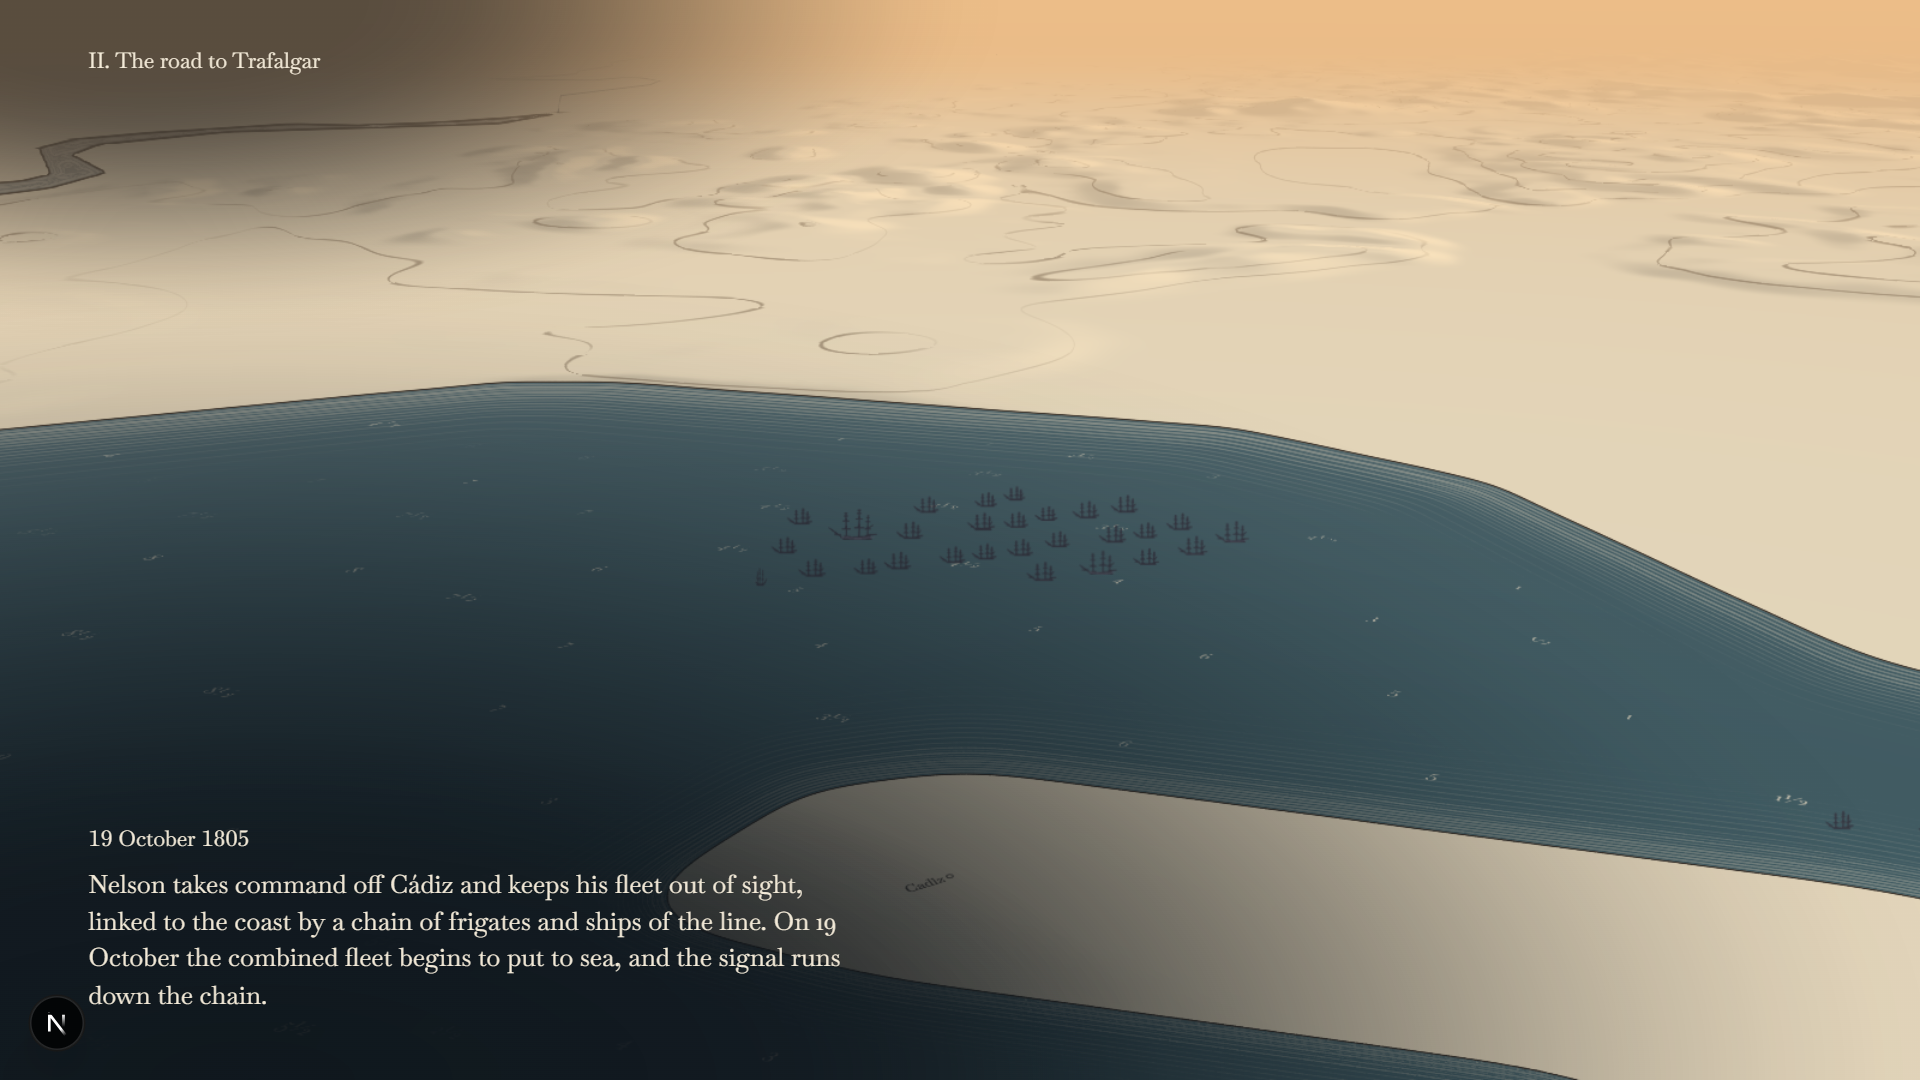 II. The road to Trafalgar
19 October 1805
Nelson takes command off Cádiz and keeps his fleet out of sight,
linked to the coast by a chain of frigates and ships of the line. On 19
October the combined fleet begins to put to sea, and the signal runs
down the chain.
Cadiz
N